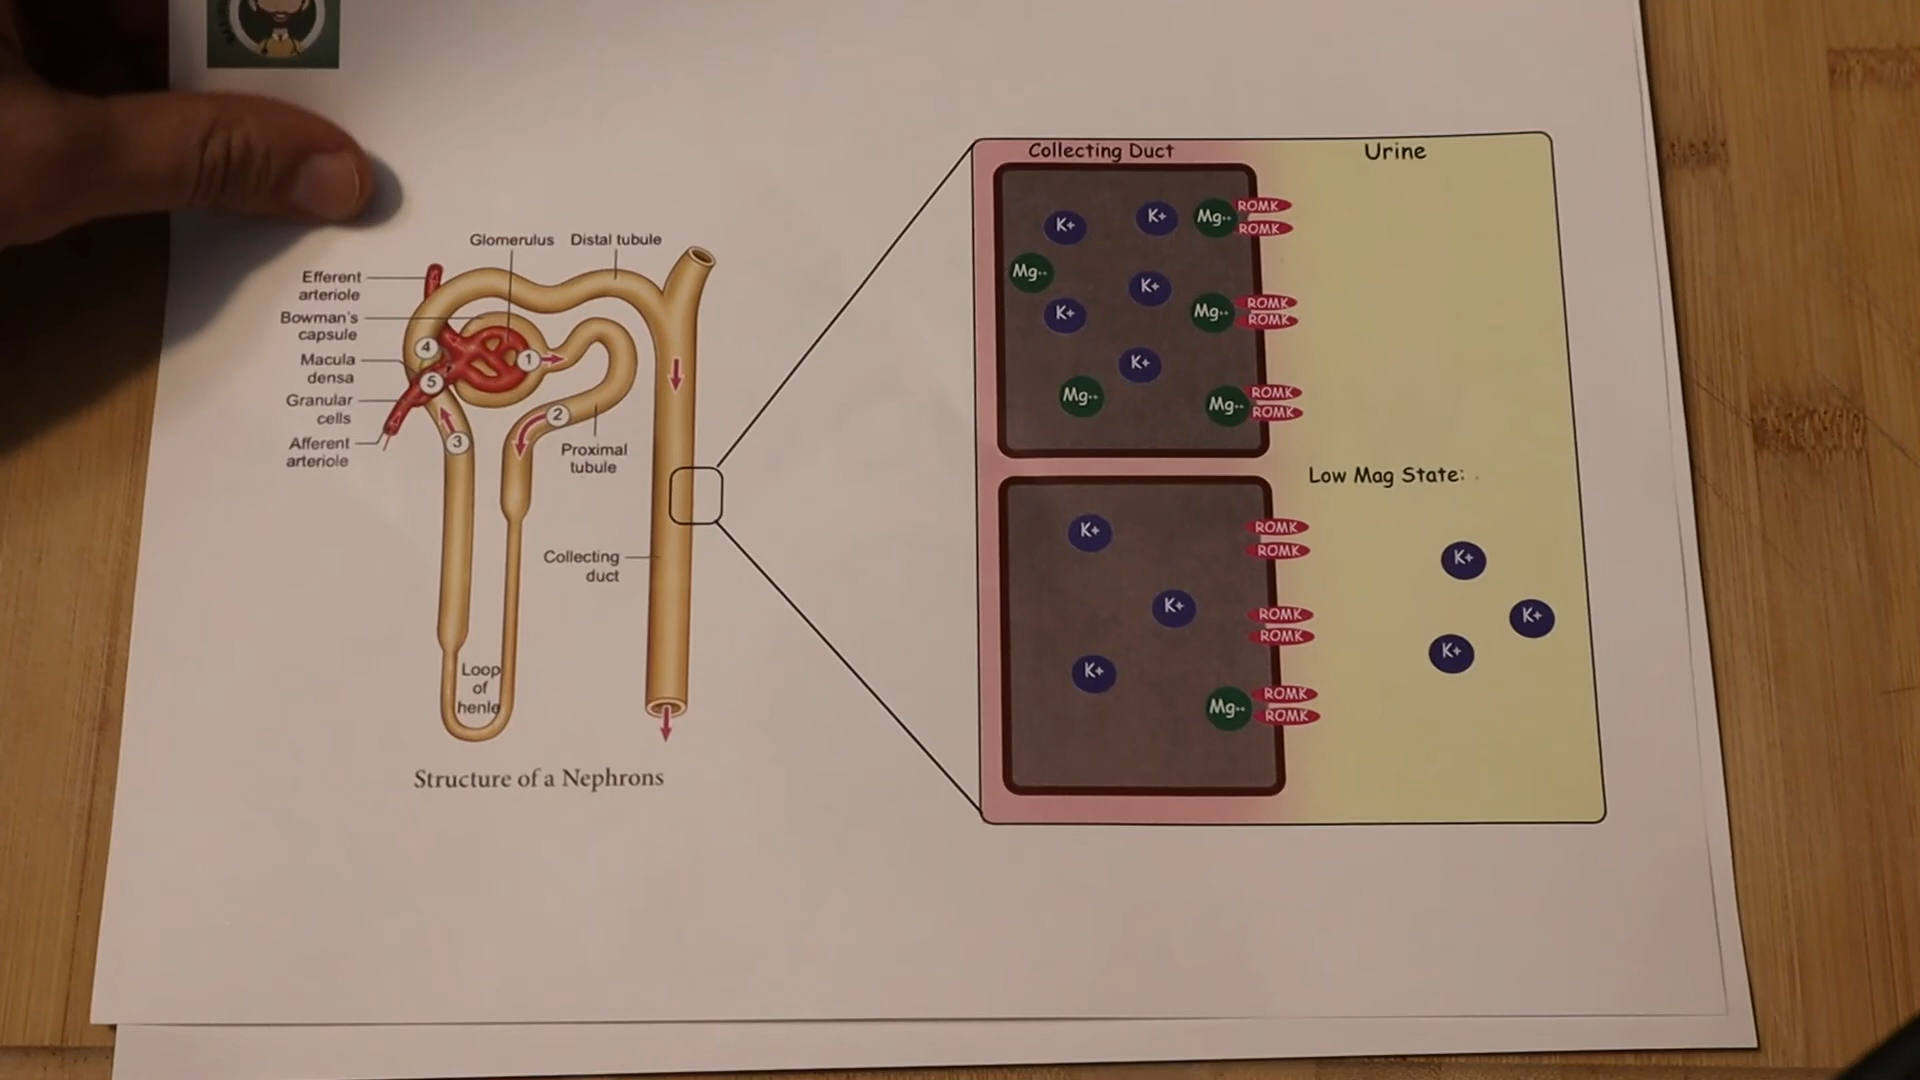 Glomerulus
Distal tubule
Efferent
arteriole
Bowman's
capsule
Macula
densa
Granular
cells
Afferent
arteriole
4
5
1
2
3
Proximal
tubule
Collecting
duct
Loop
of
henle
Structure of a Nephrons
Collecting Duct
Urine
K+
K+
Mg··
ROMK
ROMK
Mg··
K+
K+
Mg··
ROMK
ROMK
K+
Mg··
Mg··
ROMK
ROMK
Low Mag State:
K+
ROMK
ROMK
K+
K+
ROMK
ROMK
K+
K+
K+
Mg··
ROMK
ROMK